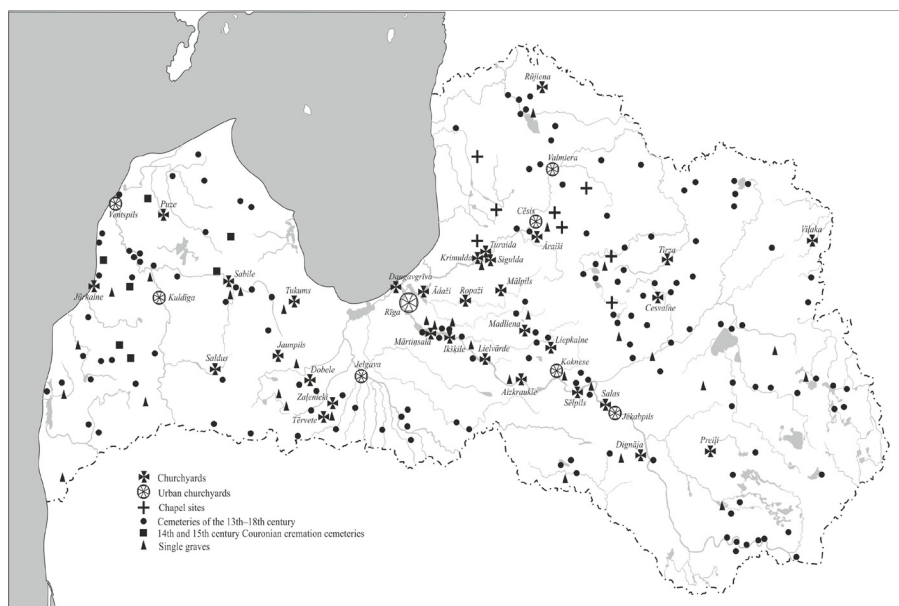 Rūjiena
Valmiera
Cēsis
Āraiši
Viļaka
Ventspils
Puze
Turaida
Krimulda
Sigulda
Tirza
Jūrkalne
Sabile
Daugavgrīva
Ādaži
Ropaži
Mālpils
Kuldīga
Tukums
Rīga
Cesvaine
Mārtiņsala
Ikšķile
Madliena
Liepkalne
Saldus
Jaunpils
Lielvārde
Dobele
Jelgava
Aizkraukle
Koknese
Zaļenieki
Sēlpils
Salas
Tērvete
Jēkabpils
Dignāja
Preiļi
Churchyards
Urban churchyards
Chapel sites
Cemeteries of the 13th–18th century
14th and 15th century Couronian cremation cemeteries
Single graves